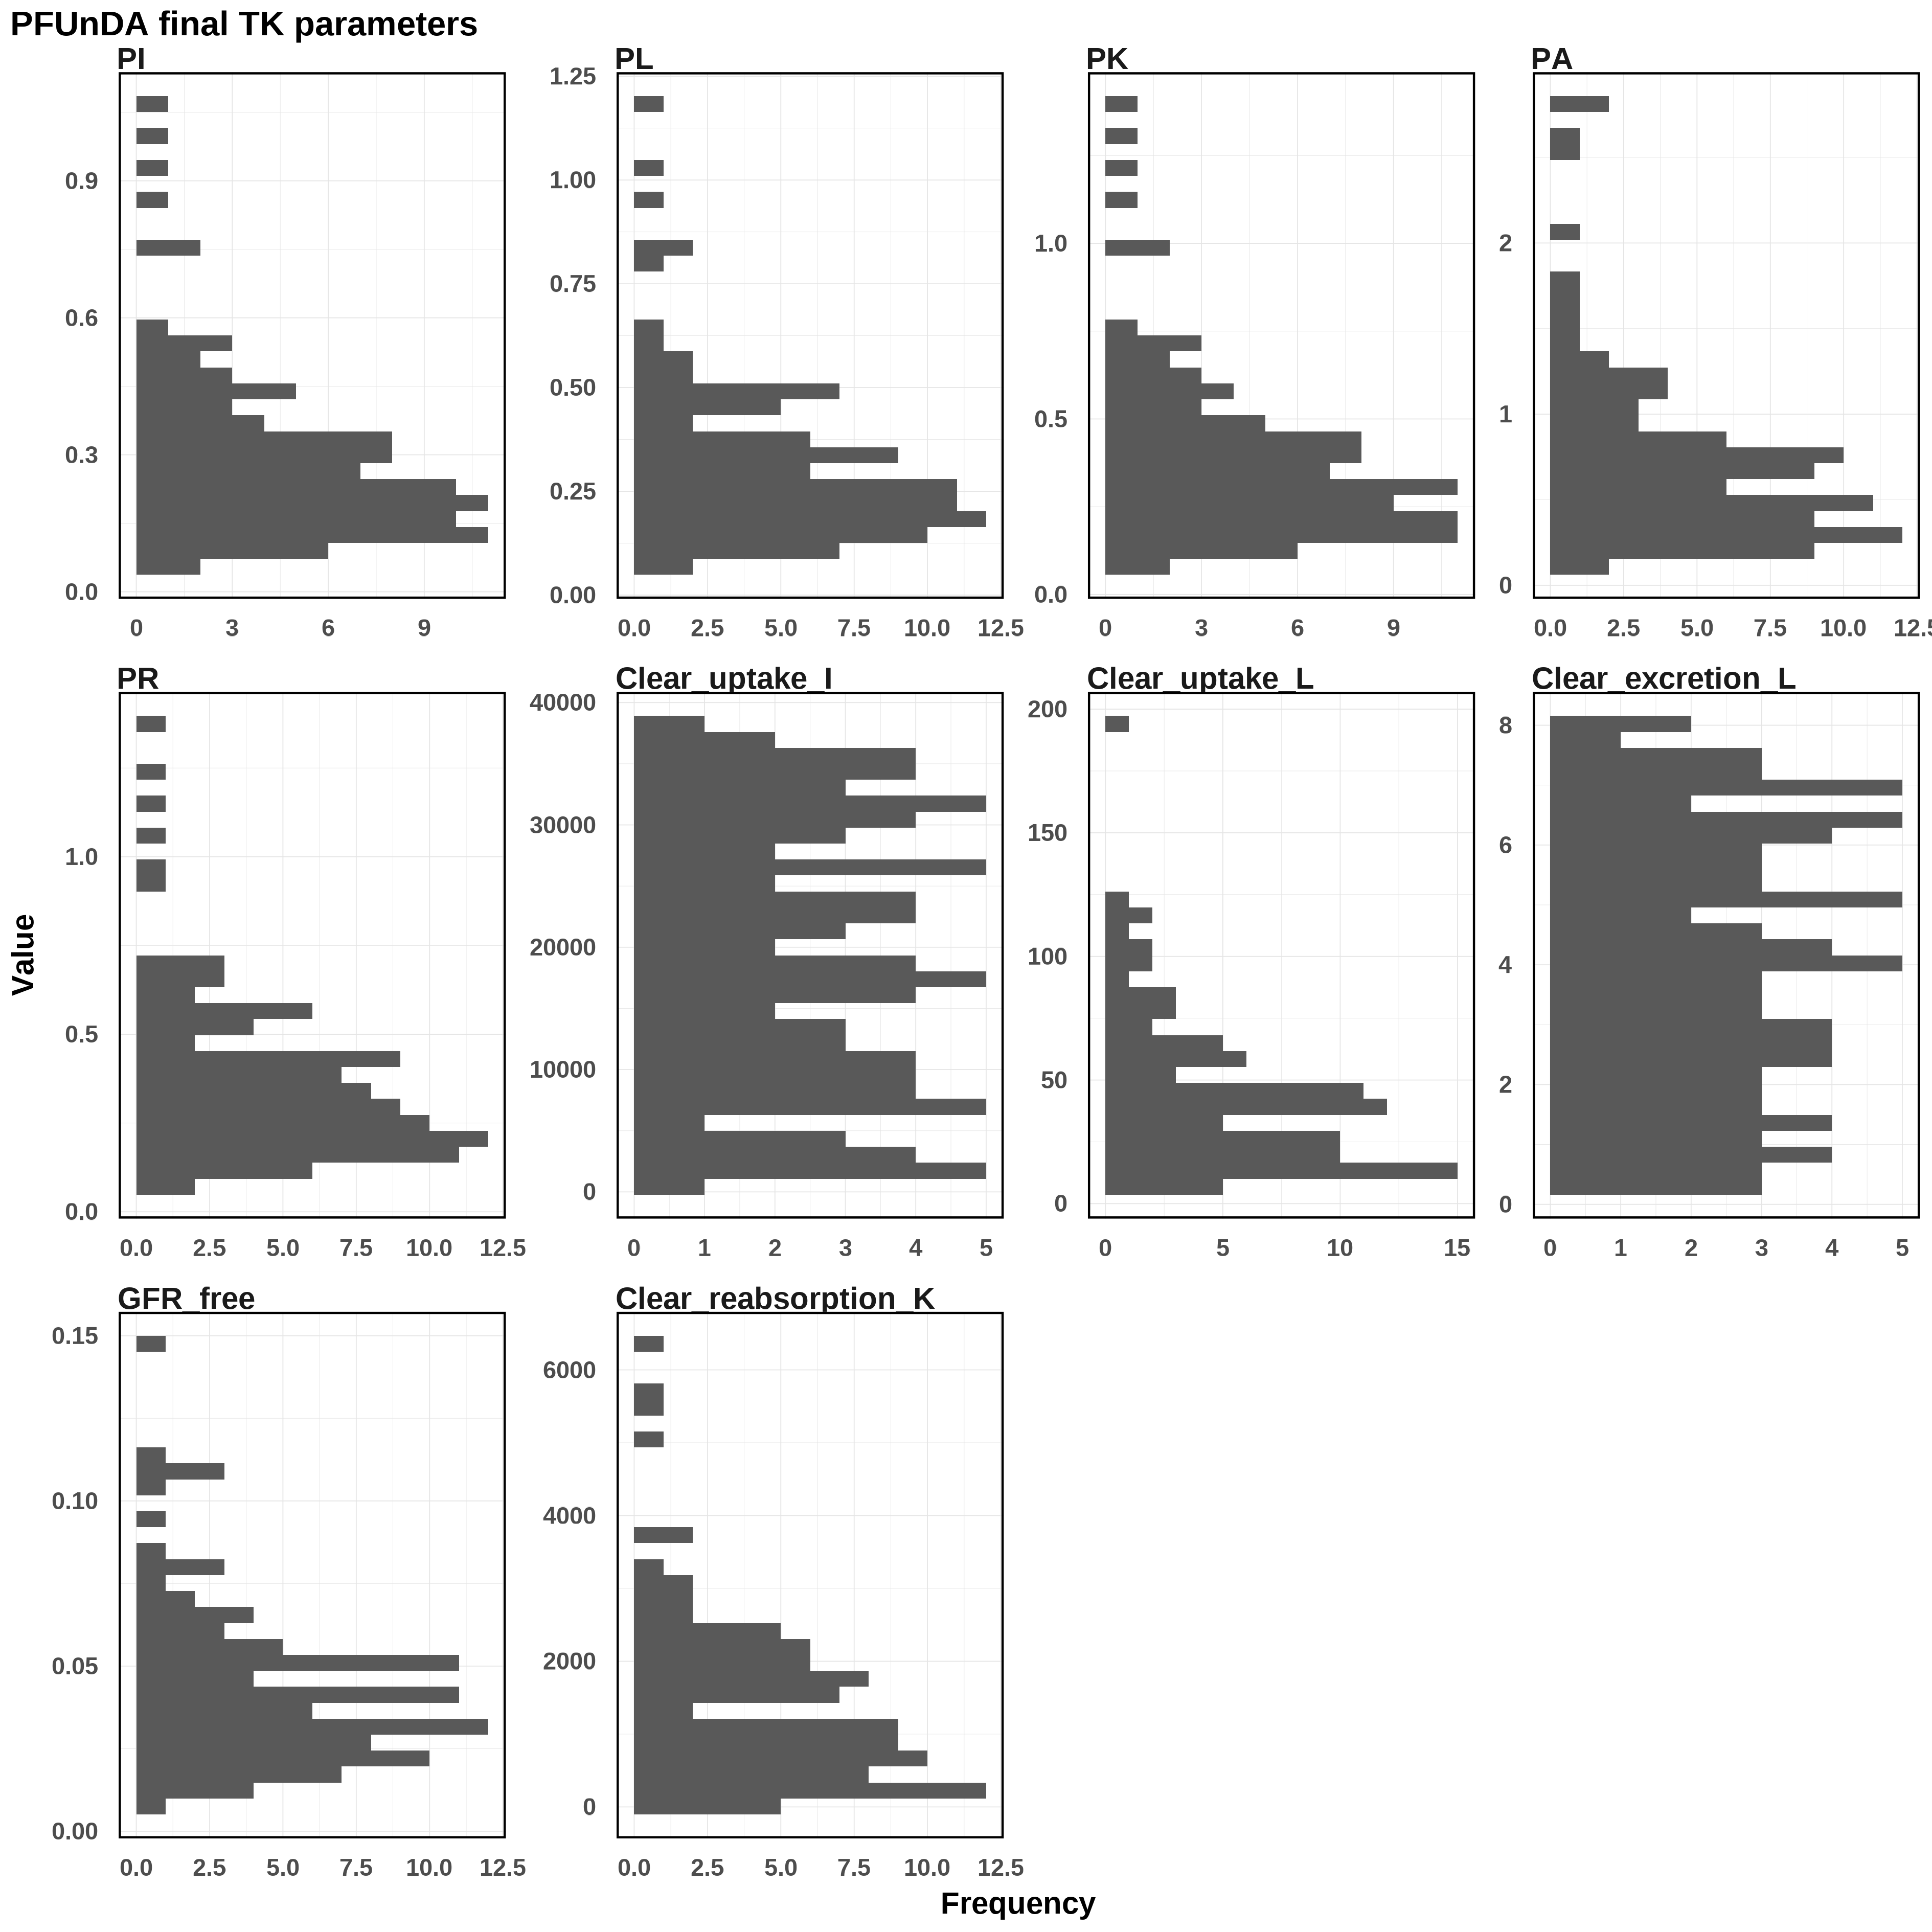 PFUnDA final TK parameters
PI PL PK PA
0.9
0.6
0.3
0.0
0 3 6 9
1.25
1.00
0.75
0.50
0.25
0.00
0.0 2.5 5.0 7.5 10.0 12.5
1.0
0.5
0.0
0 3 6 9
2
1
0
0.0 2.5 5.0 7.5 10.0 12.5
PR Clear_uptake_I Clear_uptake_L Clear_excretion_L
Value
1.0
0.5
0.0
0.0 2.5 5.0 7.5 10.0 12.5
40000
30000
20000
10000
0
0 1 2 3 4 5
200
150
100
50
0
0 5 10 15
8
6
4
2
0
0 1 2 3 4 5
GFR_free Clear_reabsorption_K
0.15
0.10
0.05
0.00
0.0 2.5 5.0 7.5 10.0 12.5
6000
4000
2000
0
0.0 2.5 5.0 7.5 10.0 12.5
Frequency